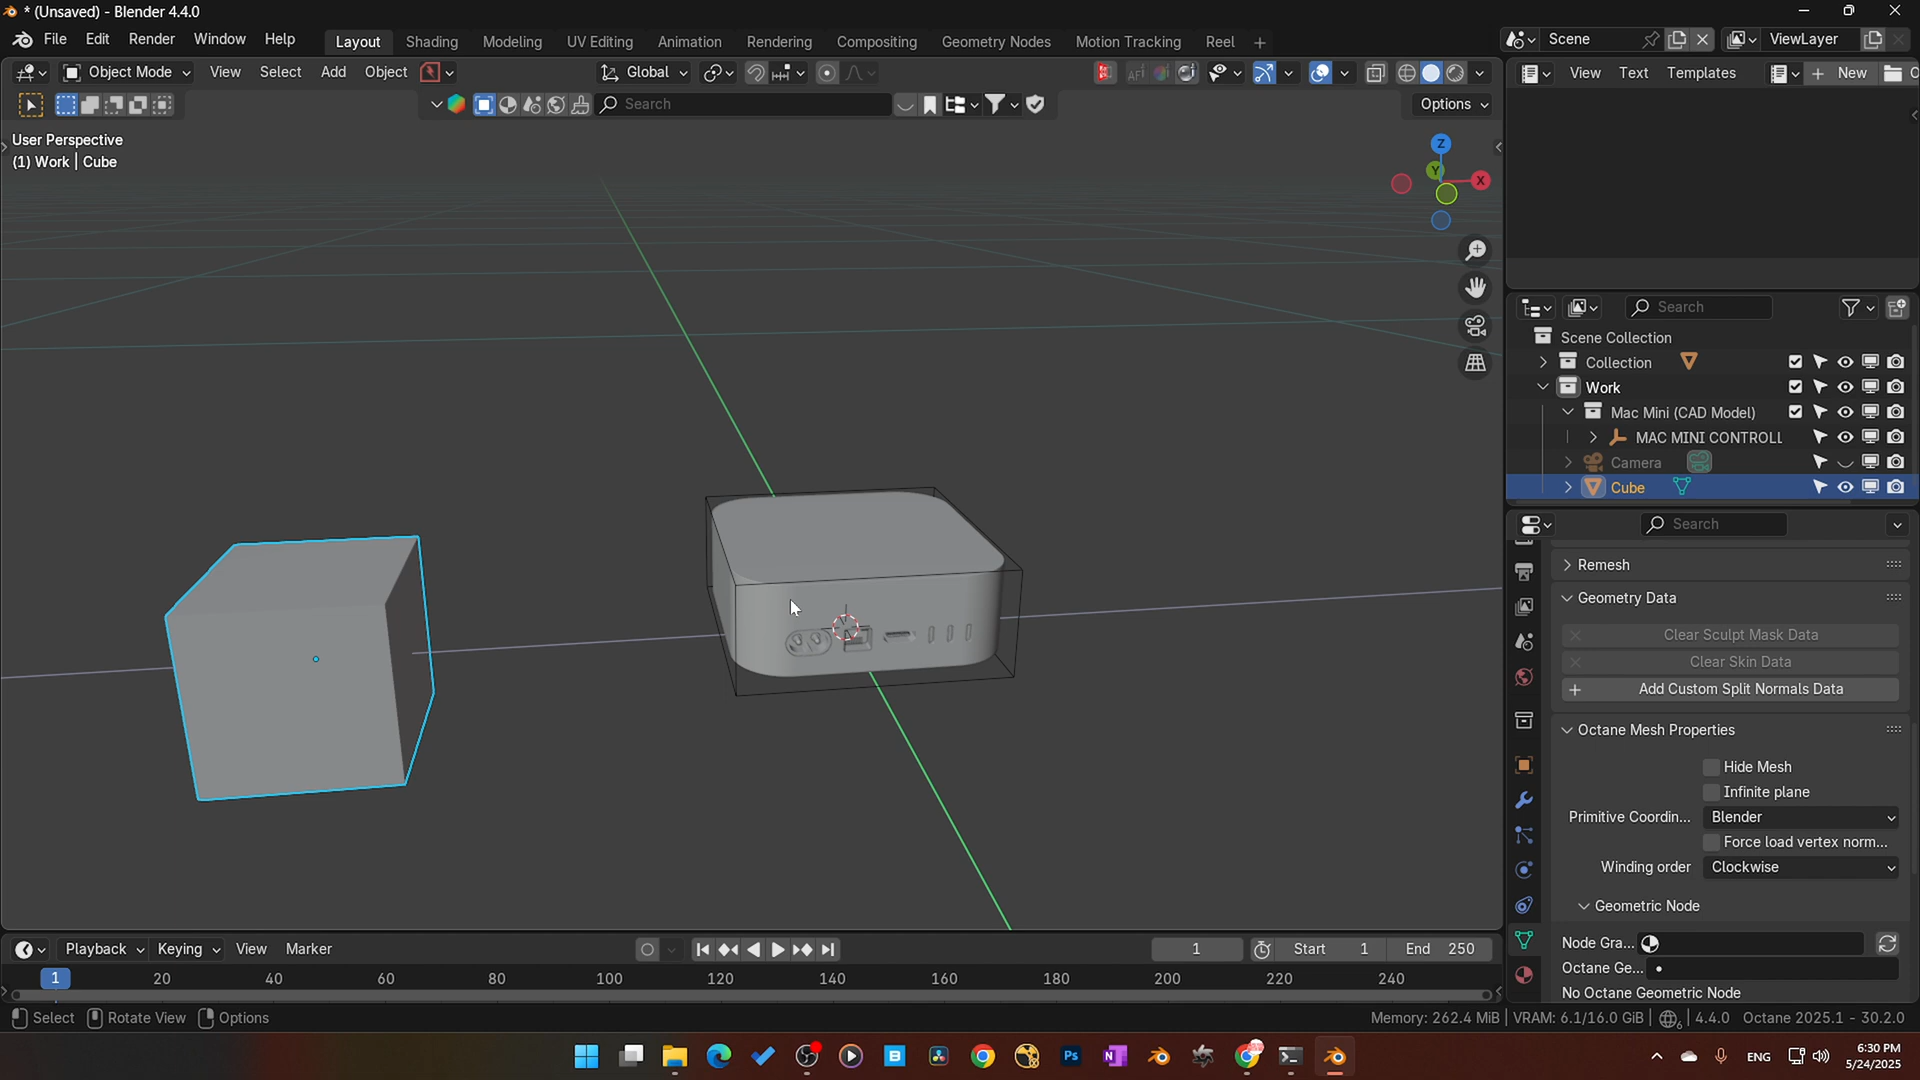 * (Unsaved) - Blender 4.4.0
File Edit Render Window Help
Layout Shading Modeling UV Editing Animation Rendering Compositing Geometry Nodes Motion Tracking Reel +
Scene ViewLayer
Object Mode View Select Add Object Global
View Text Templates New
Search Options
User Perspective
(1) Work | Cube
Z
Y
X
Search
Scene Collection
Collection
Work
Mac Mini (CAD Model)
MAC MINI CONTROLL
Camera
Cube
Search
Remesh
Geometry Data
Clear Sculpt Mask Data
Clear Skin Data
Add Custom Split Normals Data
Octane Mesh Properties
Hide Mesh
Infinite plane
Primitive Coordin... Blender
Force load vertex norm...
Winding order Clockwise
Geometric Node
Node Gra...
Octane Ge...
No Octane Geometric Node
Playback Keying View Marker 1 Start 1 End 250
1 20 40 60 80 100 120 140 160 180 200 220 240
Select Rotate View Options Memory: 262.4 MiB | VRAM: 6.1/16.0 GiB | 6 | 4.4.0 Octane 2025.1 - 30.2.0
ENG
6:30 PM
5/24/2025